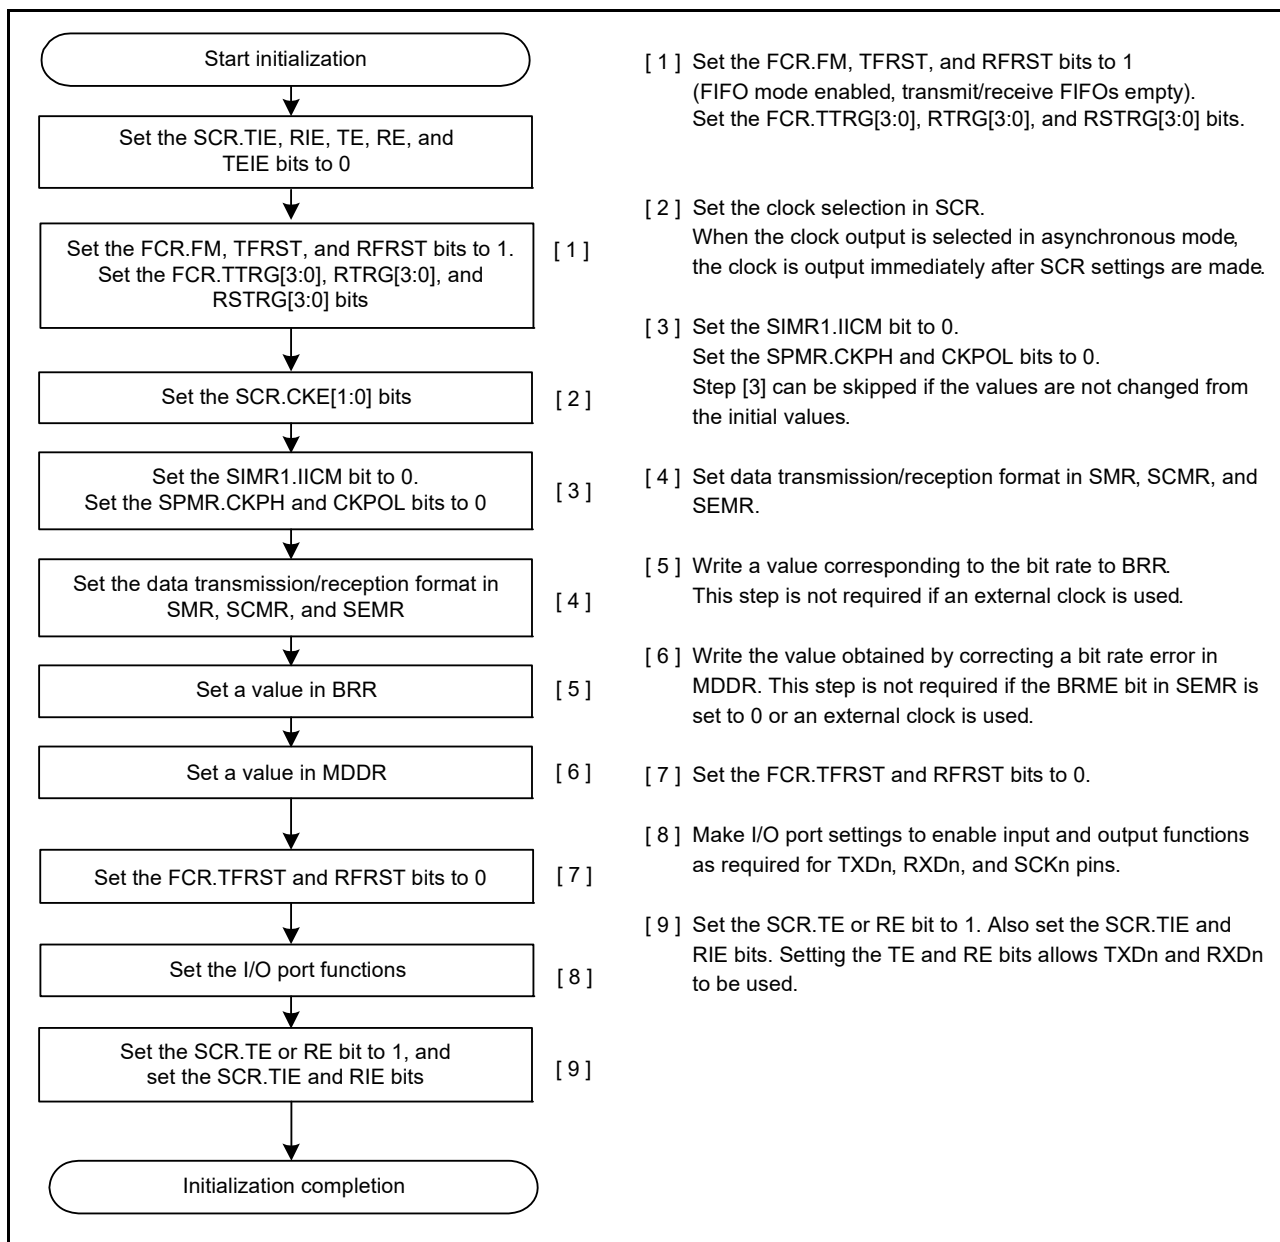 Start initialization
Set the SCR.TIE, RIE, TE, RE, and
TEIE bits to 0
Set the FCR.FM, TFRST, and RFRST bits to 1.
Set the FCR.TTRG[3:0], RTRG[3:0], and
RSTRG[3:0] bits
[ 1 ]
Set the SCR.CKE[1:0] bits
[ 2 ]
Set the SIMR1.IICM bit to 0.
Set the SPMR.CKPH and CKPOL bits to 0
[ 3 ]
Set the data transmission/reception format in
SMR, SCMR, and SEMR
[ 4 ]
Set a value in BRR
[ 5 ]
Set a value in MDDR
[ 6 ]
Set the FCR.TFRST and RFRST bits to 0
[ 7 ]
Set the I/O port functions
[ 8 ]
Set the SCR.TE or RE bit to 1, and
set the SCR.TIE and RIE bits
[ 9 ]
Initialization completion
[ 1 ] Set the FCR.FM, TFRST, and RFRST bits to 1
(FIFO mode enabled, transmit/receive FIFOs empty).
Set the FCR.TTRG[3:0], RTRG[3:0], and RSTRG[3:0] bits.
[ 2 ] Set the clock selection in SCR.
When the clock output is selected in asynchronous mode,
the clock is output immediately after SCR settings are made.
[ 3 ] Set the SIMR1.IICM bit to 0.
Set the SPMR.CKPH and CKPOL bits to 0.
Step [3] can be skipped if the values are not changed from
the initial values.
[ 4 ] Set data transmission/reception format in SMR, SCMR, and
SEMR.
[ 5 ] Write a value corresponding to the bit rate to BRR.
This step is not required if an external clock is used.
[ 6 ] Write the value obtained by correcting a bit rate error in
MDDR. This step is not required if the BRME bit in SEMR is
set to 0 or an external clock is used.
[ 7 ] Set the FCR.TFRST and RFRST bits to 0.
[ 8 ] Make I/O port settings to enable input and output functions
as required for TXDn, RXDn, and SCKn pins.
[ 9 ] Set the SCR.TE or RE bit to 1. Also set the SCR.TIE and
RIE bits. Setting the TE and RE bits allows TXDn and RXDn
to be used.